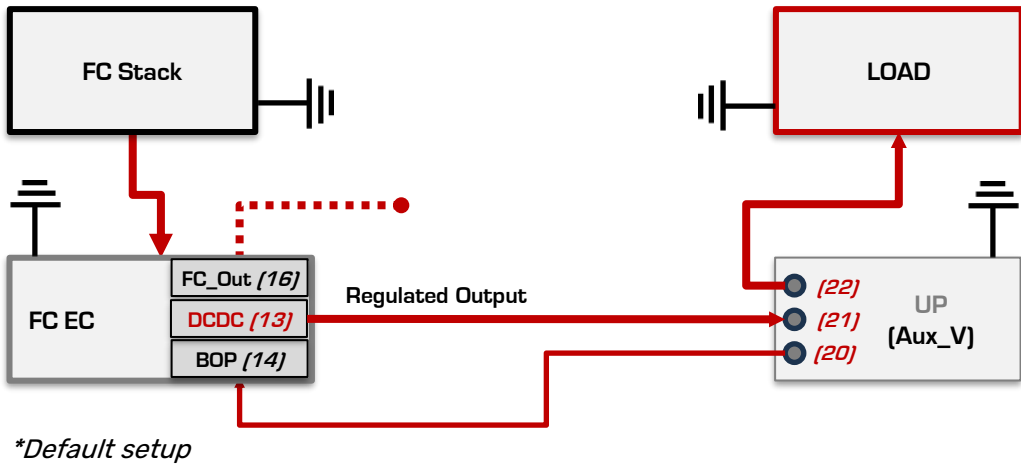 FC Stack
LOAD
FC_Out (16)
FC EC
DCDC (13)
BOP (14)
Regulated Output
(22)
(21)
(20)
UP
(Aux_V)
*Default setup